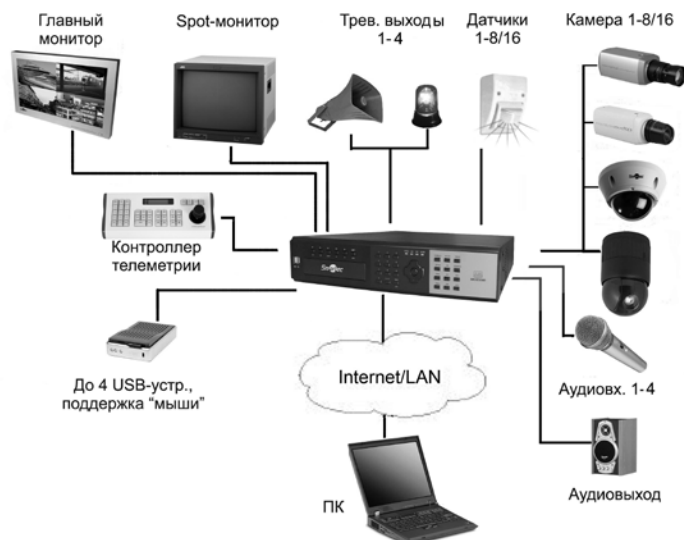 Главный
монитор
Spot-монитор
Трев. выходы
1- 4
Датчики
1-8/16
Камера 1-8/16
Контроллер
телеметрии
До 4 USB-устр.,
поддержка “мыши”
Internet/LAN
ПК
Аудиовх. 1-4
Аудиовыход